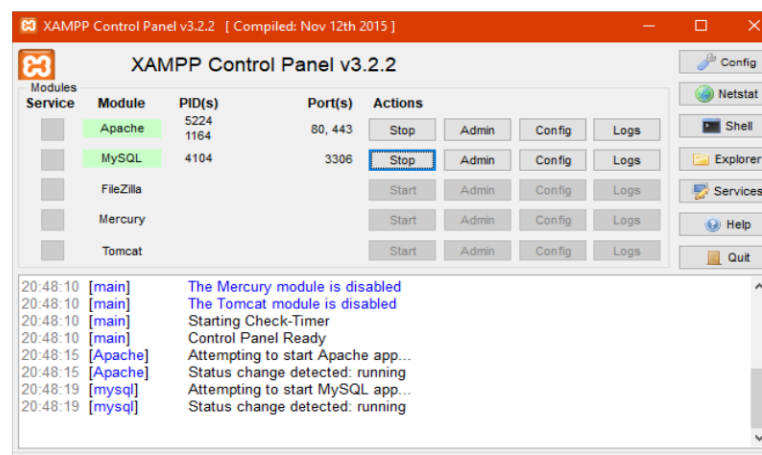 XAMPP Control Panel v3.2.2 [ Compiled: Nov 12th 2015 ]
XAMPP Control Panel v3.2.2
Modules
Service Module PID(s) Port(s) Actions
Apache 5224 1164 80, 443 Stop Admin Config Logs
MySQL 4104 3306 Stop Admin Config Logs
FileZilla Start Admin Config Logs
Mercury Start Admin Config Logs
Tomcat Start Admin Config Logs
Config
Netstat
Shell
Explorer
Services
Help
Quit
20:48:10 [main] The Mercury module is disabled
20:48:10 [main] The Tomcat module is disabled
20:48:10 [main] Starting Check-Timer
20:48:10 [main] Control Panel Ready
20:48:15 [Apache] Attempting to start Apache app...
20:48:15 [Apache] Status change detected: running
20:48:19 [mysql] Attempting to start MySQL app...
20:48:19 [mysql] Status change detected: running